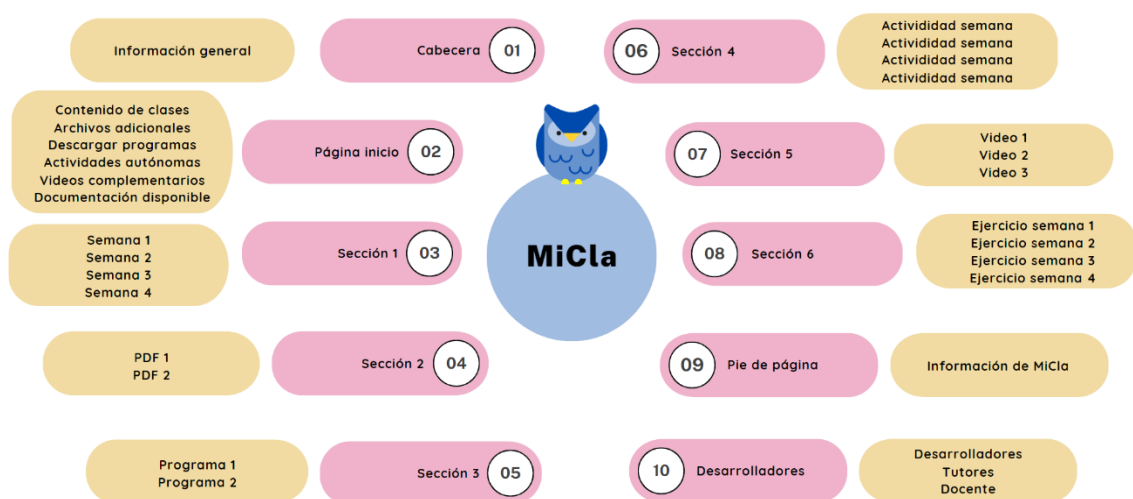 Información general
Cabecera
01
Contenido de clases
Archivos adicionales
Descargar programas
Actividades autónomas
Videos complementarios
Documentación disponible
Página inicio
02
Semana 1
Semana 2
Semana 3
Semana 4
Sección 1
03
PDF 1
PDF 2
Sección 2
04
Programa 1
Programa 2
Sección 3
05
MiCla
06
Sección 4
Activididad semana
Activididad semana
Activididad semana
Activididad semana
07
Sección 5
Video 1
Video 2
Video 3
08
Sección 6
Ejercicio semana 1
Ejercicio semana 2
Ejercicio semana 3
Ejercicio semana 4
09
Pie de página
Información de MiCla
10
Desarrolladores
Desarrolladores
Tutores
Docente